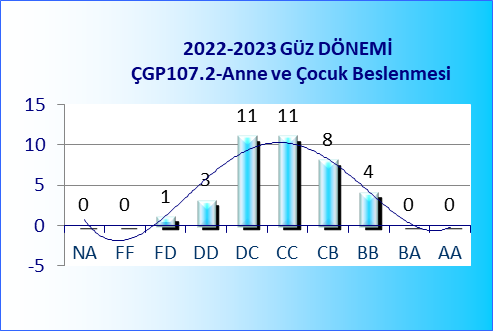 2022-2023 GÜZ DÖNEMİ
ÇGP107.2-Anne ve Çocuk Beslenmesi
15
10
5
0
-5
0 0 1 3 11 11 8 4 0 0
NA FF FD DD DC CC CB BB BA AA